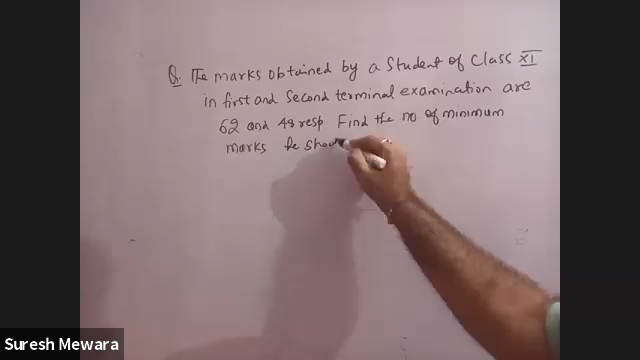 Q. The marks obtained by a Student of Class XI
in first and Second terminal examination are
62 and 48 resp. Find the no of minimum
marks he shou
Suresh Mewara